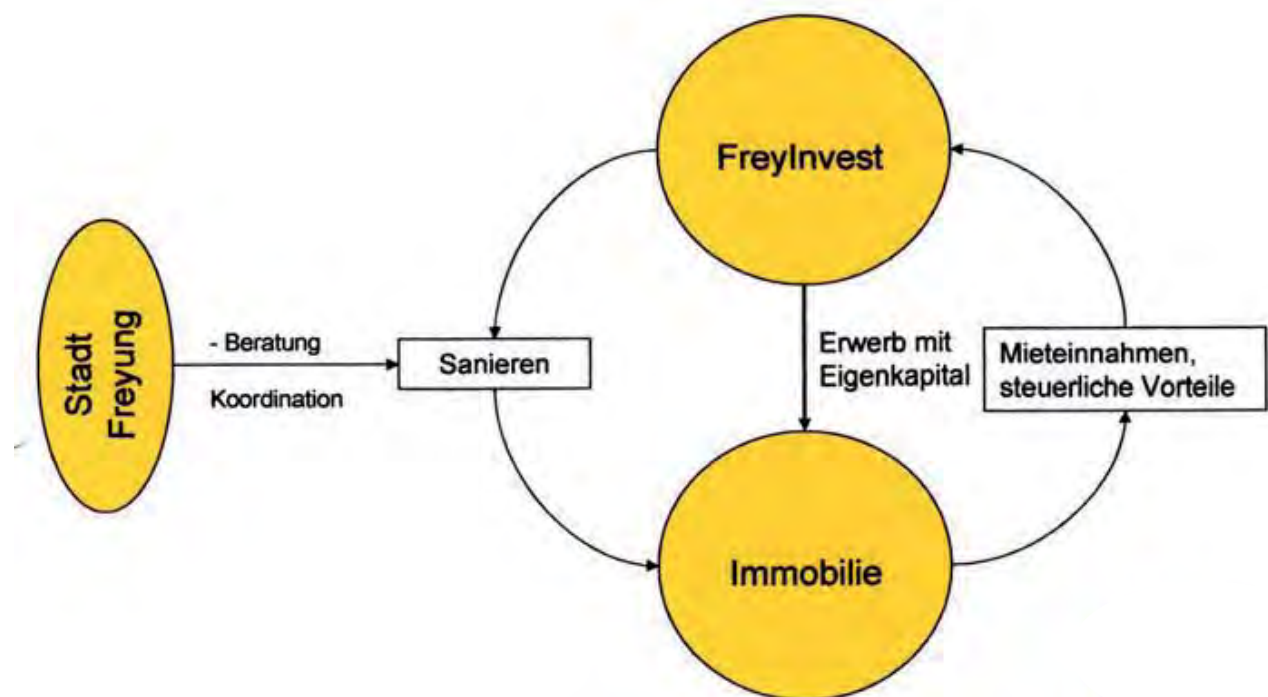 FreyInvest
Stadt
Freyung
- Beratung
Koordination
Sanieren
Erwerb mit
Eigenkapital
Mieteinnahmen,
steuerliche Vorteile
Immobilie